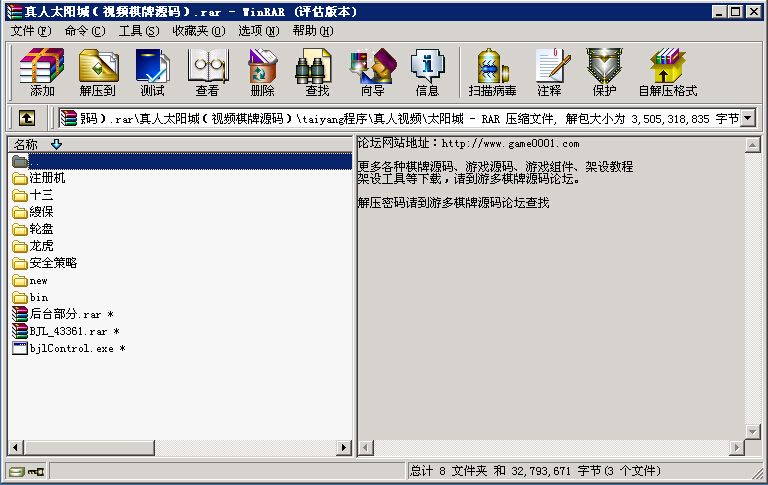 真人太阳城(视频棋牌源码).rar - WinRAR (评估版本)
文件(F) 命令(C) 工具(S) 收藏夹(O) 选项(N) 帮助(H)
添加 解压到 测试 查看 删除 查找 向导 信息 扫描病毒 注释 保护 自解压格式
码).rar\真人太阳城(视频棋牌源码)\taiyang程序\真人视频\太阳城 - RAR 压缩文件, 解包大小为 3,505,318,835 字节
名称
..
注册机
十三
缏保
轮盘
龙虎
安全策略
new
bin
后台部分.rar *
BJL_43361.rar *
bjlControl.exe *
论坛网站地址：http://www.game0001.com
更多各种棋牌源码、游戏源码、游戏组件、架设教程
架设工具等下载，请到游多棋牌源码论坛。
解压密码请到游多棋牌源码论坛查找
总计 8 文件夹 和 32,793,671 字节(3 个文件)